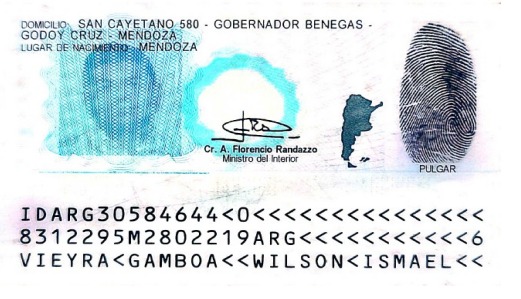 DOMICILIO: SAN CAYETANO 580 - GOBERNADOR BENEGAS -
GODOY CRUZ - MENDOZA
LUGAR DE NACIMIENTO: MENDOZA
Cr. A. Florencio Randazzo
Ministro del Interior
PULGAR
IDARG30584644<0<<<<<<<<<<<<<<<
8312295M2802219ARG<<<<<<<<<<<6
VIEYRA<GAMBOA<<WILSON<ISMAEL<<